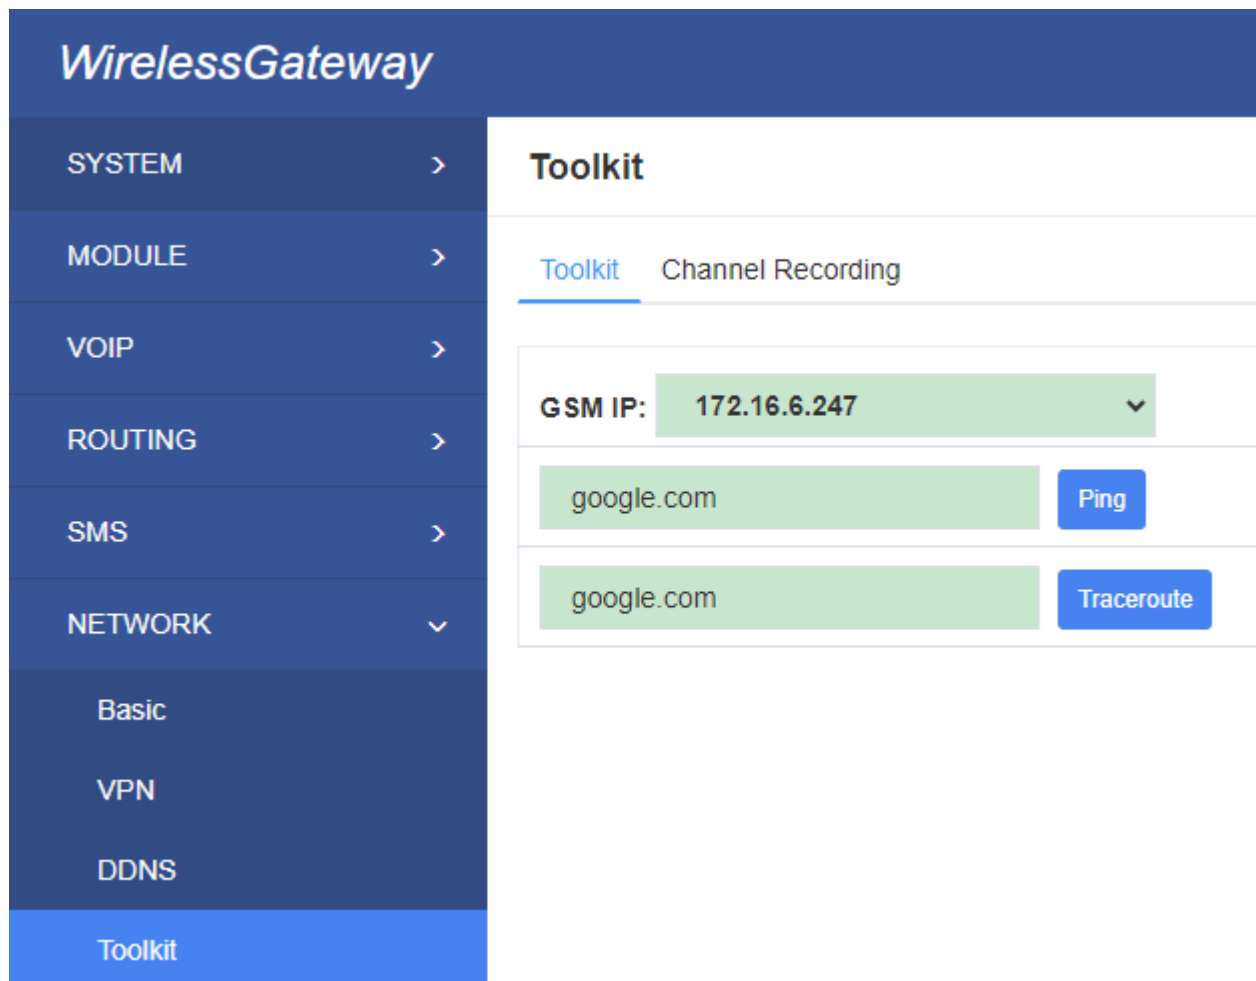 WirelessGateway
SYSTEM
MODULE
VOIP
ROUTING
SMS
NETWORK
Basic
VPN
DDNS
Toolkit
Toolkit
Toolkit Channel Recording
GSM IP: 172.16.6.247
google.com Ping
google.com Traceroute